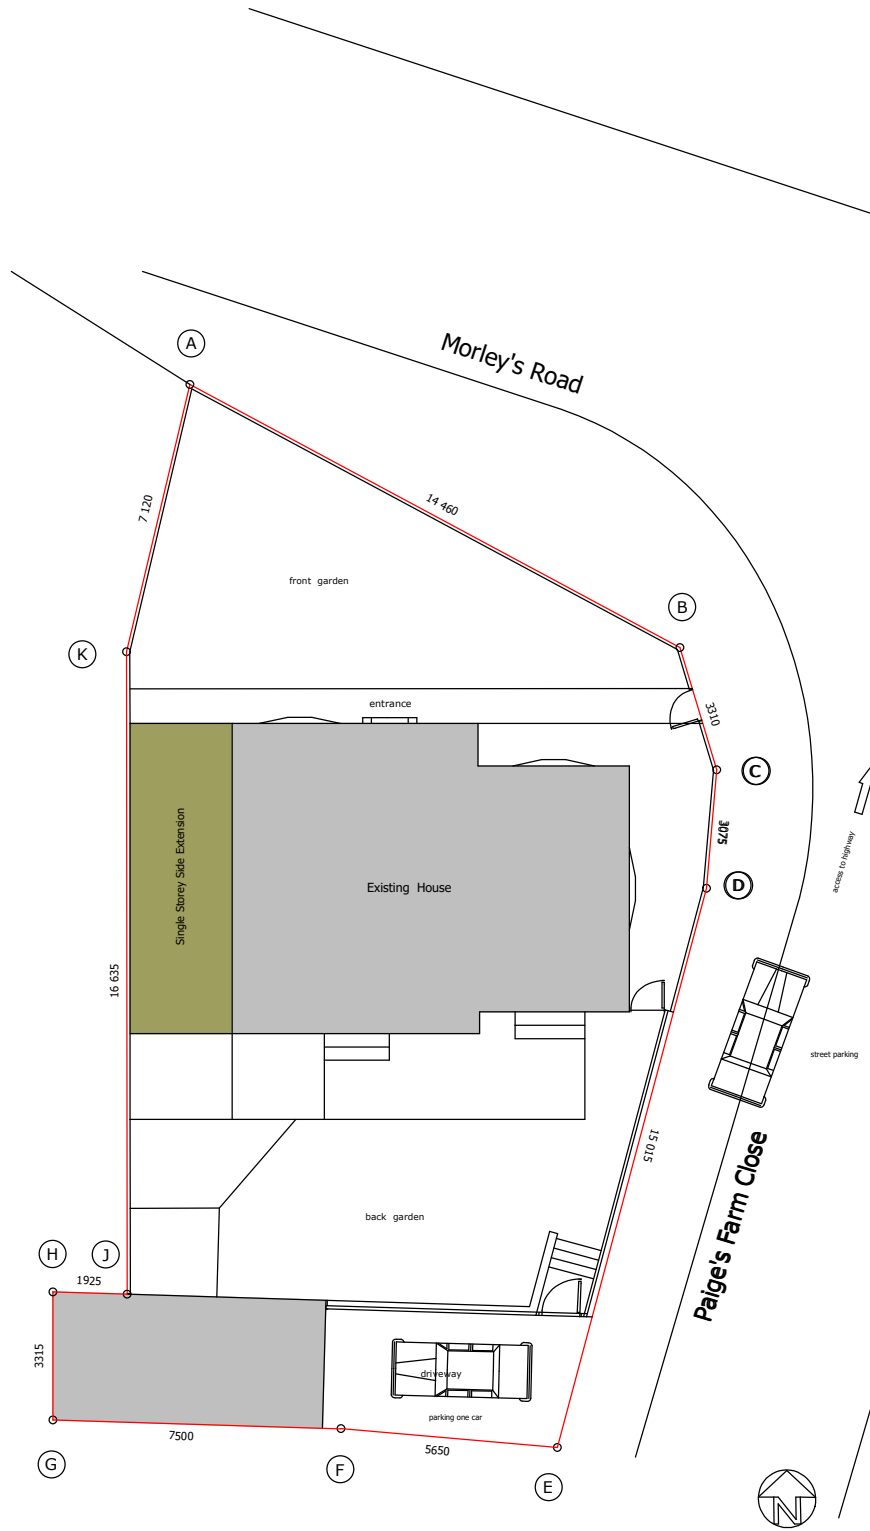 A
Morley's Road
7 120
14 460
front garden
B
K
entrance
3310
C
3075
D
access to highway
Single Storey Side Extension
Existing House
16 635
street parking
15 015
Paige's Farm Close
back garden
H
J
1925
3315
driveway
parking one car
7500
5650
G
F
E
N